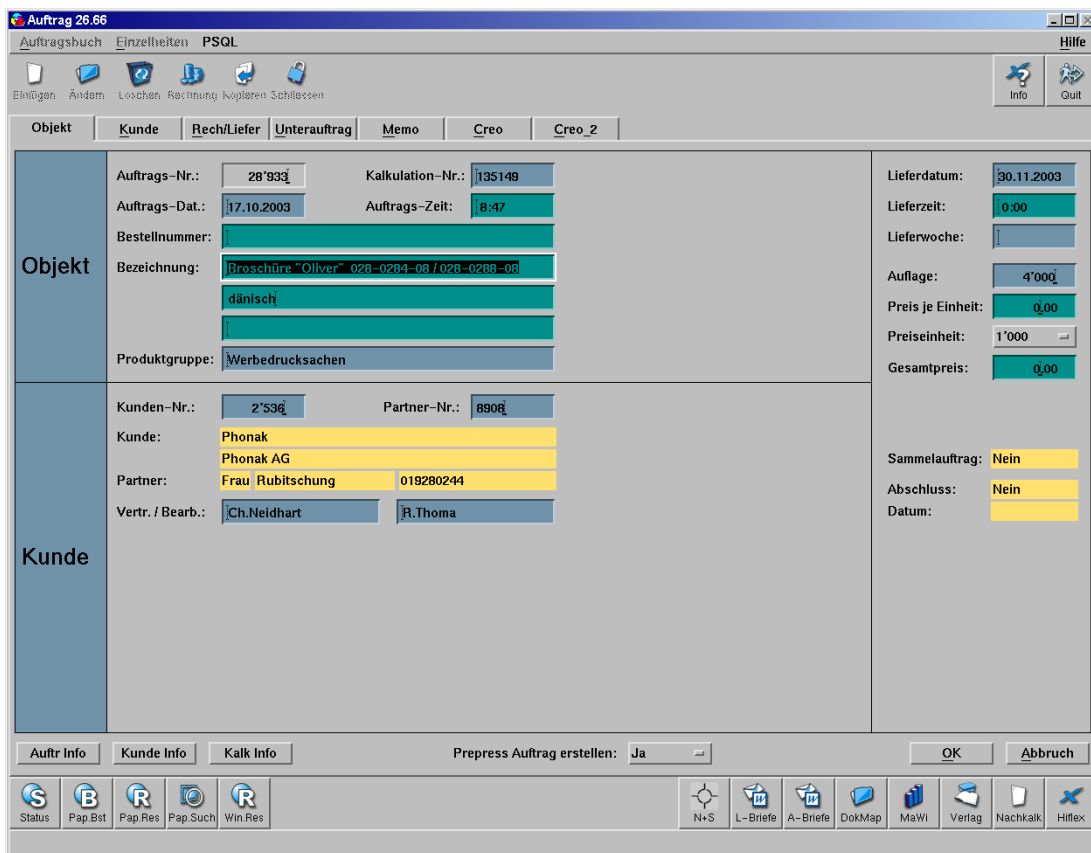 Auftrag 26.66
Auftragsbuch Einzelheiten PSQL Hilfe
Einfügen Ändern Löschen Rechnung Kopieren Schliessen Info Quit
Objekt Kunde Rech/Liefer Unterauftrag Memo Creo Creo_2
Auftrags-Nr.: 28'933 Kalkulation-Nr.: 135149 Lieferdatum: 30.11.2003
Auftrags-Dat.: 17.10.2003 Auftrags-Zeit: 8:47 Lieferzeit: 0:00
Bestellnummer: Lieferwoche:
Objekt Bezeichnung: Broschüre "Oliver" 028-0284-08 / 028-0288-08 Auflage: 4'000
dänisch Preis je Einheit: 0.00
Preiseinheit: 1'000
Produktgruppe: Werbedrucksachen Gesamtpreis: 0.00
Kunden-Nr.: 2'536 Partner-Nr.: 8908
Kunde: Phonak
Phonak AG Sammelauftrag: Nein
Partner: Frau Rubitschung 019280244 Abschluss: Nein
Vertr. / Bearb.: Ch.Neidhart R.Thoma Datum:
Kunde
Auftr Info Kunde Info Kalk Info Prepress Auftrag erstellen: Ja OK Abbruch
S B R R W W
Status Pap.Bst Pap.Res Pap.Such Win.Res N+S L-Briefe A-Briefe DokMap MaWi Verlag Nachkalk Hiflex